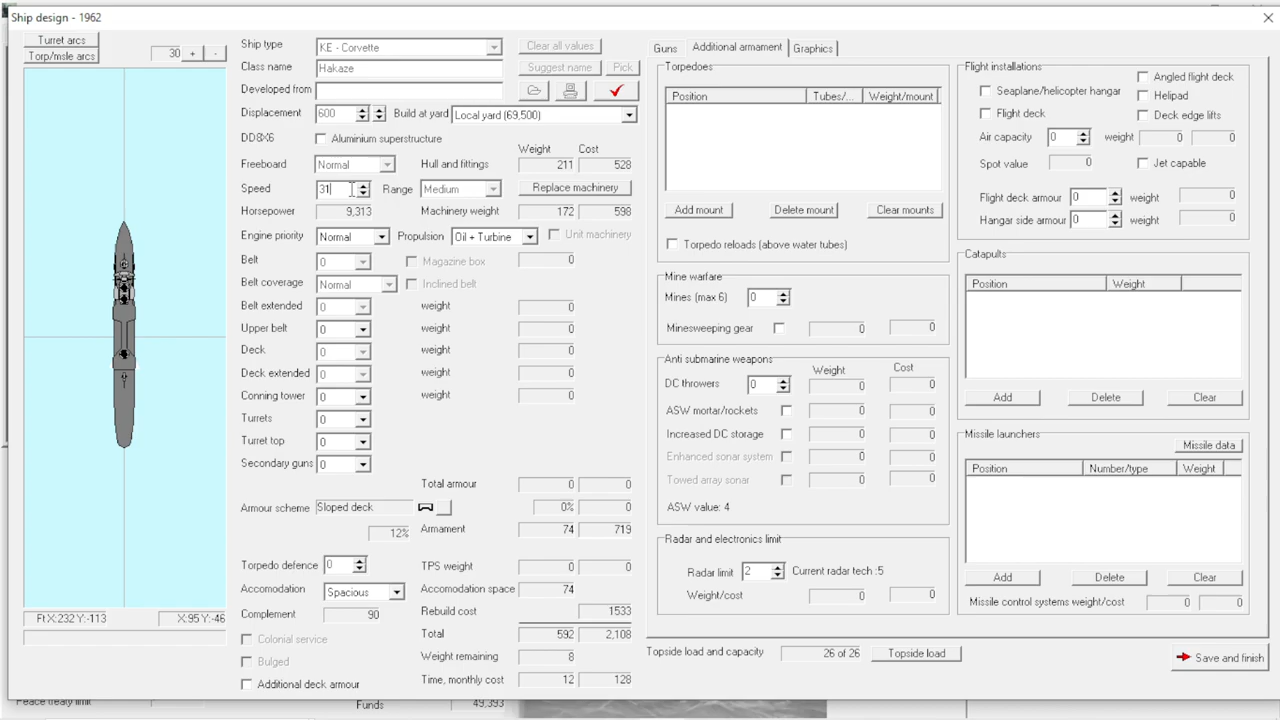 Ship design - 1962
Turret arcs
Torp/msle arcs
30 + -
Ft X:232 Y:-113 X:95 Y:-46
Ship type KE - Corvette Clear all values
Class name Hakaze Suggest name Pick
Developed from
Displacement 600 Build at yard Local yard (69,500)
DD8X6 Aluminium superstructure
Weight Cost
Freeboard Normal Hull and fittings 211 528
Speed 31 Range Medium Replace machinery
Horsepower 9,313 Machinery weight 172 598
Engine priority Normal Propulsion Oil + Turbine Unit machinery
Belt 0 Magazine box 0
Belt coverage Normal Inclined belt
Belt extended 0 weight 0
Upper belt 0 weight 0
Deck 0 weight 0
Deck extended 0 weight 0
Conning tower 0 weight 0
Turrets 0
Turret top 0
Secondary guns 0
Total armour 0 0
Armour scheme Sloped deck 0% 0
12% Armament 74 719
Torpedo defence 0 TPS weight 0 0
Accomodation Spacious Accomodation space 74
Complement 90 Rebuild cost 1533
Colonial service Total 592 2,108
Bulged Weight remaining 8
Additional deck armour Time, monthly cost 12 128
Guns Additional armament Graphics
Torpedoes
Position Tubes/... Weight/mount
Add mount Delete mount Clear mounts
Torpedo reloads (above water tubes)
Mine warfare
Mines (max 6) 0
Minesweeping gear 0 0
Anti submarine weapons
Weight Cost
DC throwers 0 0 0
ASW mortar/rockets 0 0
Increased DC storage 0 0
Enhanced sonar system 0 0
Towed array sonar 0 0
ASW value: 4
Radar and electronics limit
Radar limit 2 Current radar tech :5
Weight/cost 0 0
Topside load and capacity 26 of 26 Topside load
Flight installations
Angled flight deck
Seaplane/helicopter hangar Helipad
Flight deck Deck edge lifts
Air capacity 0 weight 0 0
Spot value 0 Jet capable
Flight deck armour 0 weight 0
Hangar side armour 0 weight 0
Catapults
Position Weight
Add Delete Clear
Missile launchers
Missile data
Position Number/type Weight
Add Delete Clear
Missile control systems weight/cost 0 0
Save and finish
Peace treaty limit Funds 49,393